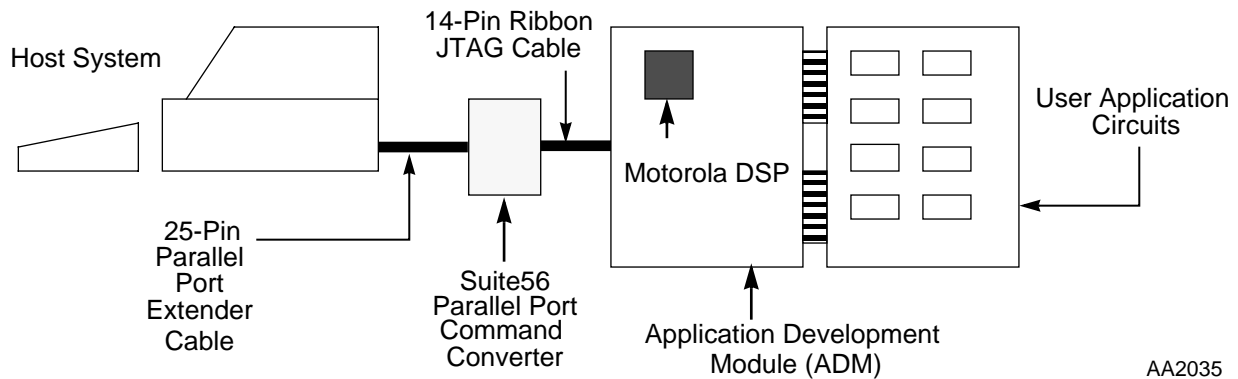 Host System
14-Pin Ribbon
JTAG Cable
Motorola DSP
User Application
Circuits
25-Pin
Parallel
Port
Extender
Cable
Suite56
Parallel Port
Command
Converter
Application Development
Module (ADM)
AA2035